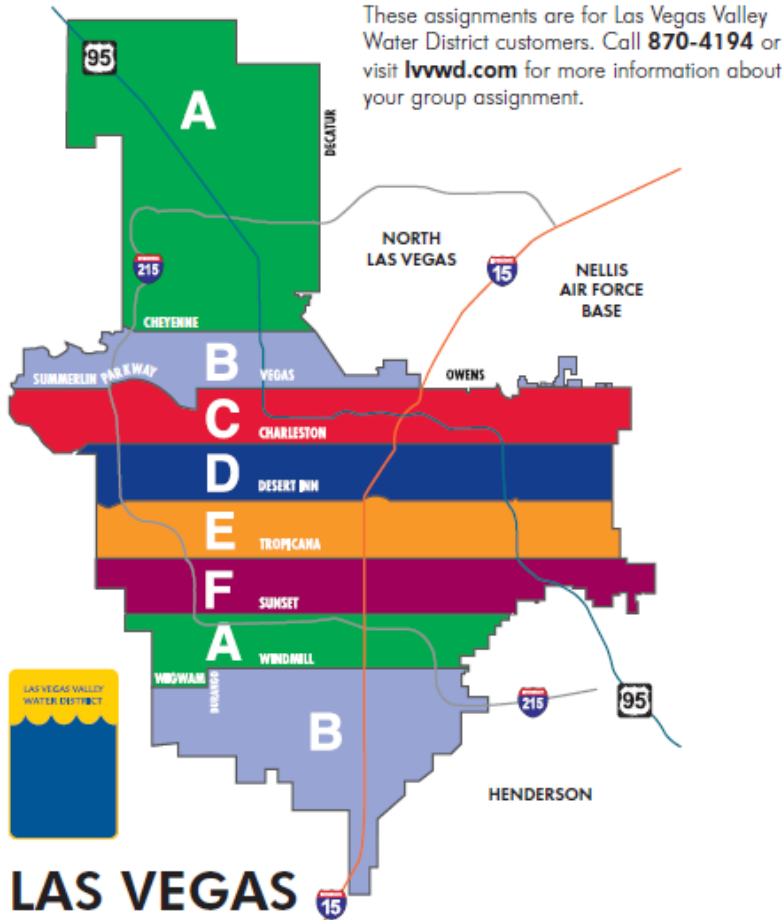 These assignments are for Las Vegas Valley
Water District customers. Call 870-4194 or
visit lvvwd.com for more information about
your group assignment.
95
A
DECATUR
NORTH
LAS VEGAS
15
215
NELLIS
AIR FORCE
BASE
CHEYENNE
B
VEGAS
SUMMERLIN PARKWAY
OWENS
C
CHARLESTON
D
DESERT INN
E
TROPICANA
F
SUNSET
A
WINDMILL
WIGWAM
DURANGO
LAS VEGAS VALLEY
WATER DISTRICT
215
95
B
HENDERSON
LAS VEGAS
15